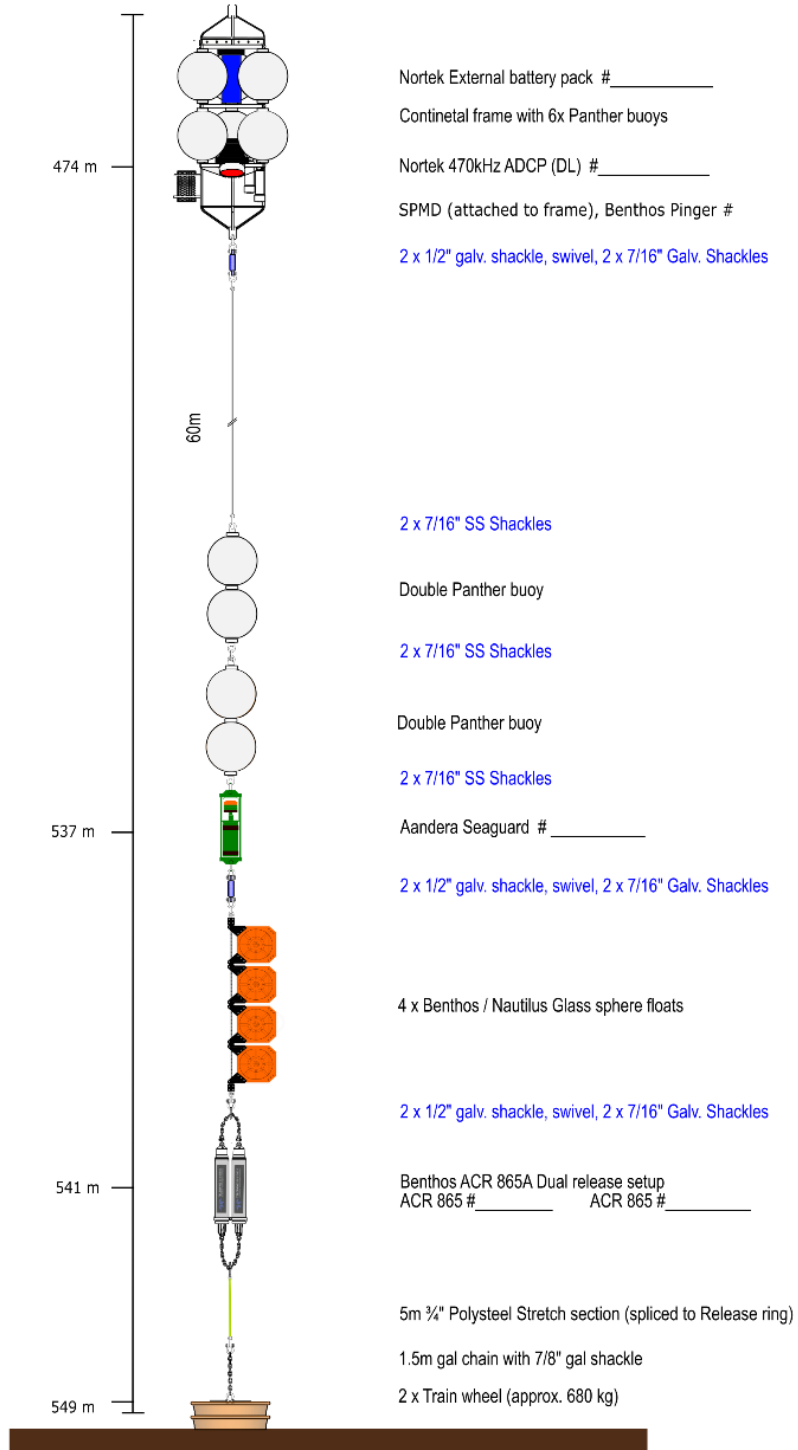 Nortek External battery pack #___________
Continetal frame with 6x Panther buoys
474 m
Nortek 470kHz ADCP (DL) #____________
SPMD (attached to frame), Benthos Pinger #
2 x 1/2" galv. shackle, swivel, 2 x 7/16" Galv. Shackles
60m
2 x 7/16" SS Shackles
Double Panther buoy
2 x 7/16" SS Shackles
Double Panther buoy
2 x 7/16" SS Shackles
537 m
Aandera Seaguard # __________
2 x 1/2" galv. shackle, swivel, 2 x 7/16" Galv. Shackles
4 x Benthos / Nautilus Glass sphere floats
2 x 1/2" galv. shackle, swivel, 2 x 7/16" Galv. Shackles
541 m
Benthos ACR 865A Dual release setup
ACR 865 #________ ACR 865 #_________
5m ¾" Polysteel Stretch section (spliced to Release ring)
1.5m gal chain with 7/8" gal shackle
2 x Train wheel (approx. 680 kg)
549 m